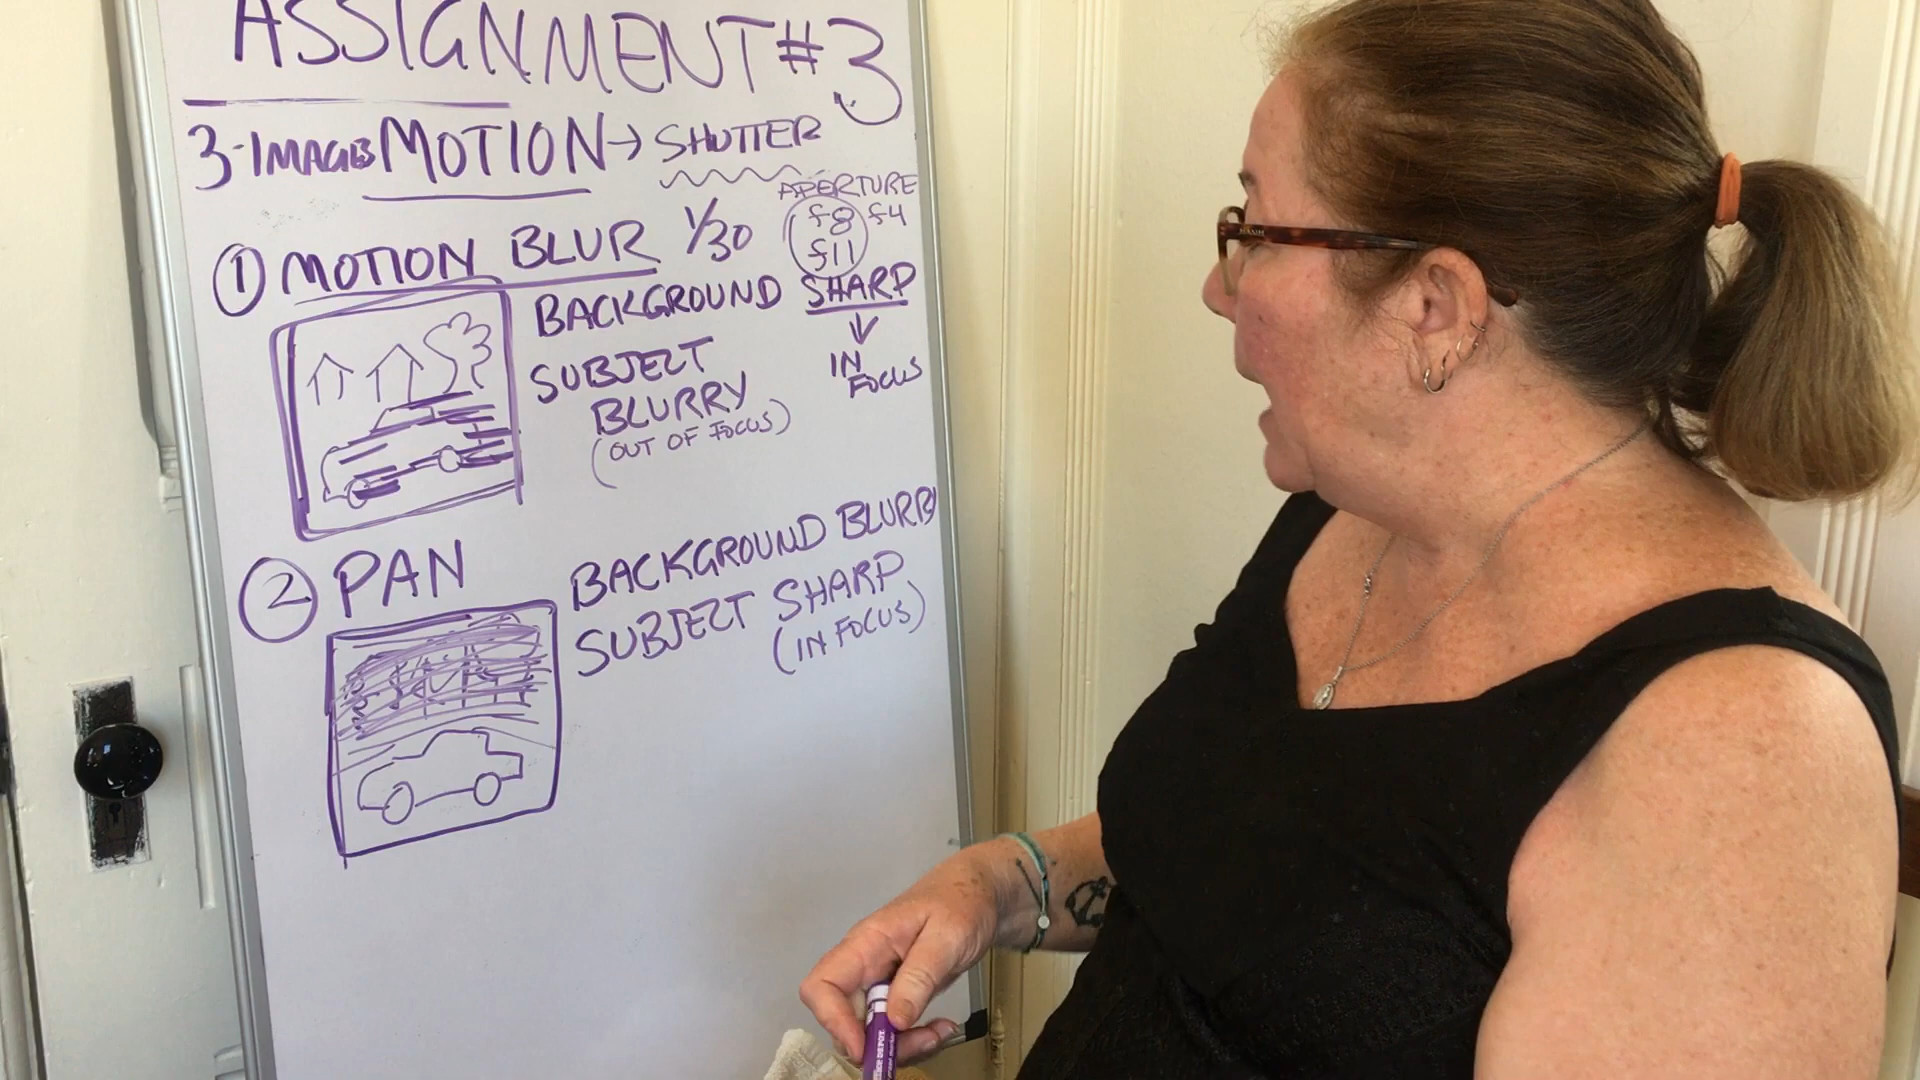 ASSIGNMENT #3
3-IMAGES MOTION → SHUTTER
APERTURE
① MOTION BLUR 1/30 f8 f4
f11
BACKGROUND SHARP
SUBJECT
BLURRY
(OUT OF FOCUS)
↓
IN
FOCUS
② PAN
BACKGROUND BLURRY
SUBJECT SHARP
(IN FOCUS)